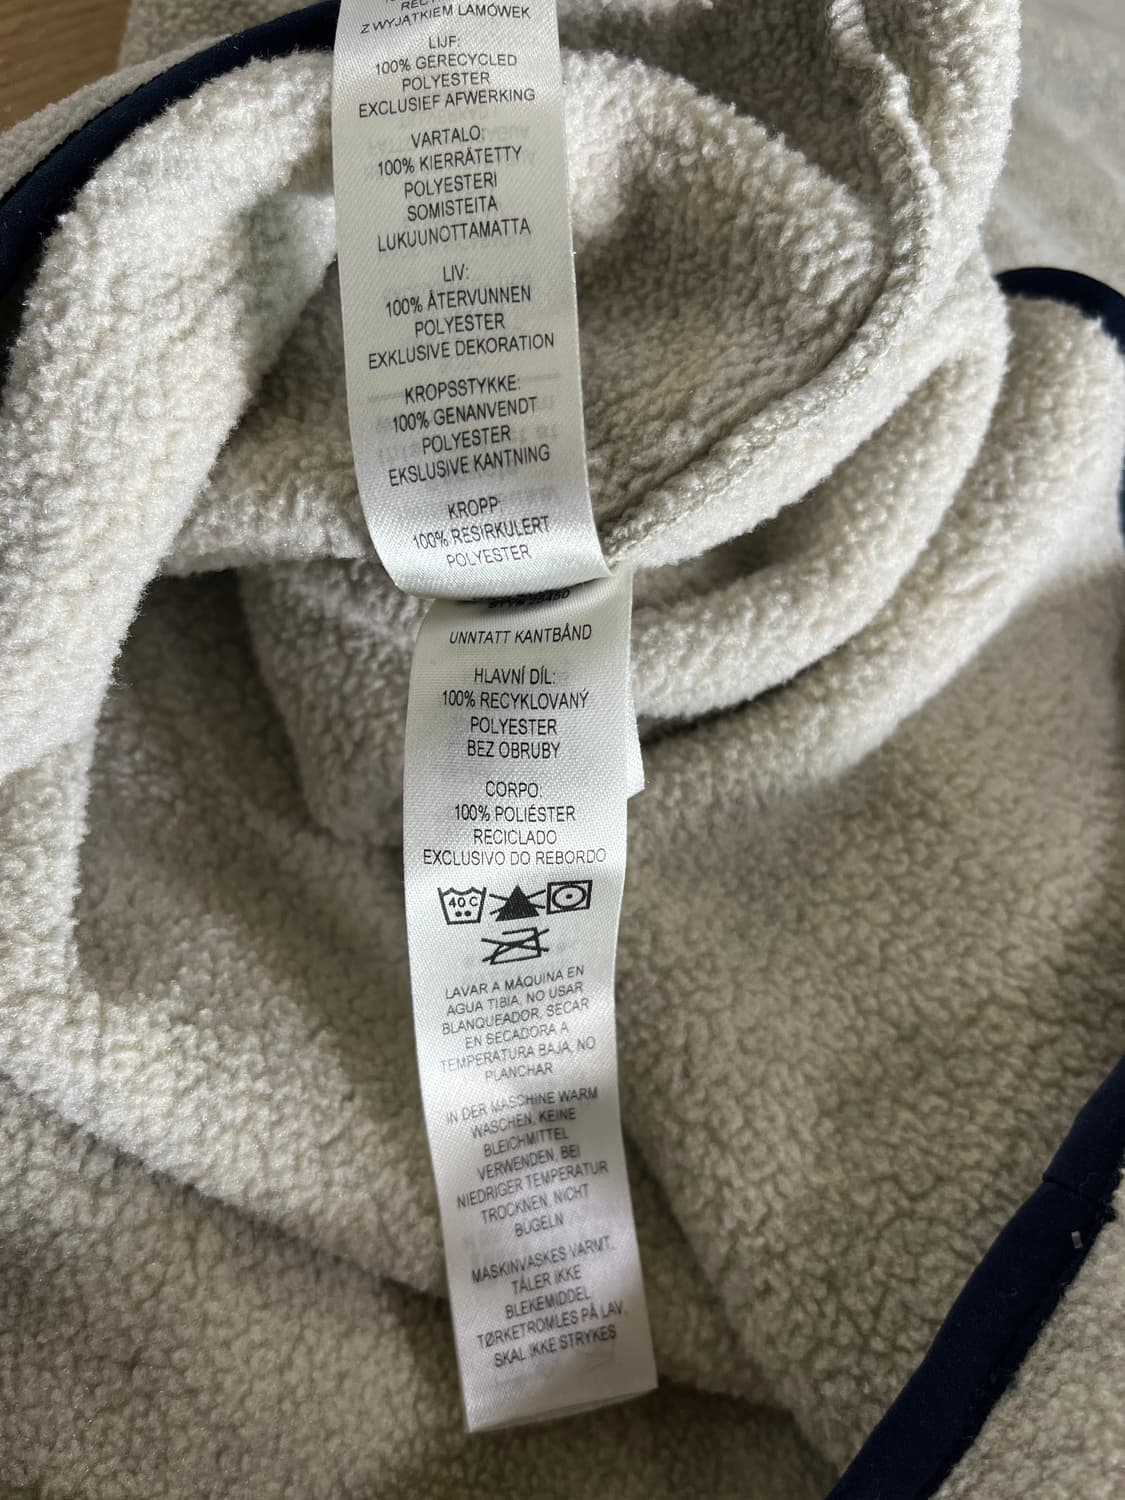 Z WYJĄTKIEM LAMÓWEK
LIJF:
100% GERECYCLED
POLYESTER
EXCLUSIEF AFWERKING
VARTALO:
100% KIERRÄTETTY
POLYESTERI
SOMISTEITA
LUKUUNOTTAMATTA
LIV:
100% ÅTERVUNNEN
POLYESTER
EXKLUSIVE DEKORATION
KROPSSTYKKE:
100% GENANVENDT
POLYESTER
EKSLUSIVE KANTNING
KROPP
100% RESIRKULERT
POLYESTER
UNNTATT KANTBÅND
HLAVNÍ DÍL:
100% RECYKLOVANÝ
POLYESTER
BEZ OBRUBY
CORPO:
100% POLIÉSTER
RECICLADO
EXCLUSIVO DO REBORDO
40 C
LAVAR A MÁQUINA EN
AGUA TIBIA, NO USAR
BLANQUEADOR, SECAR
EN SECADORA A
TEMPERATURA BAJA, NO
PLANCHAR
IN DER MASCHINE WARM
WASCHEN, KEINE
BLEICHMITTEL
VERWENDEN, BEI
NIEDRIGER TEMPERATUR
TROCKNEN, NICHT
BÜGELN
MASKINVASKES VARMT,
TÅLER IKKE
BLEKEMIDDEL
TØRKETROMLES PÅ LAV,
SKAL IKKE STRYKES